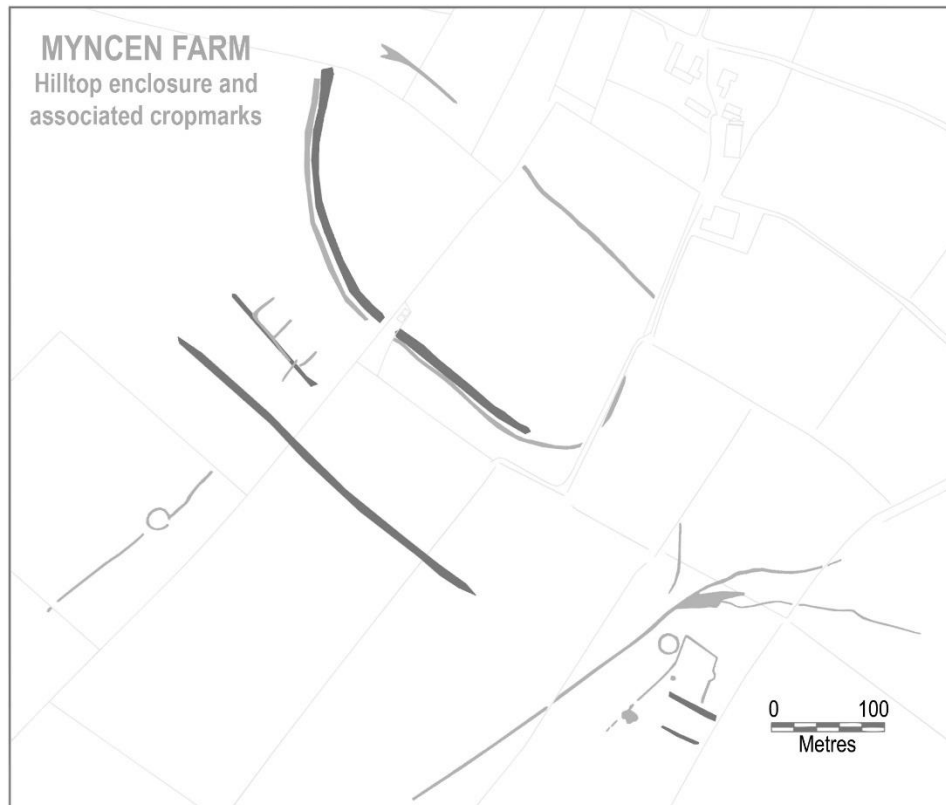 MYNCEN FARM
Hilltop enclosure and
associated cropmarks
0 100
Metres